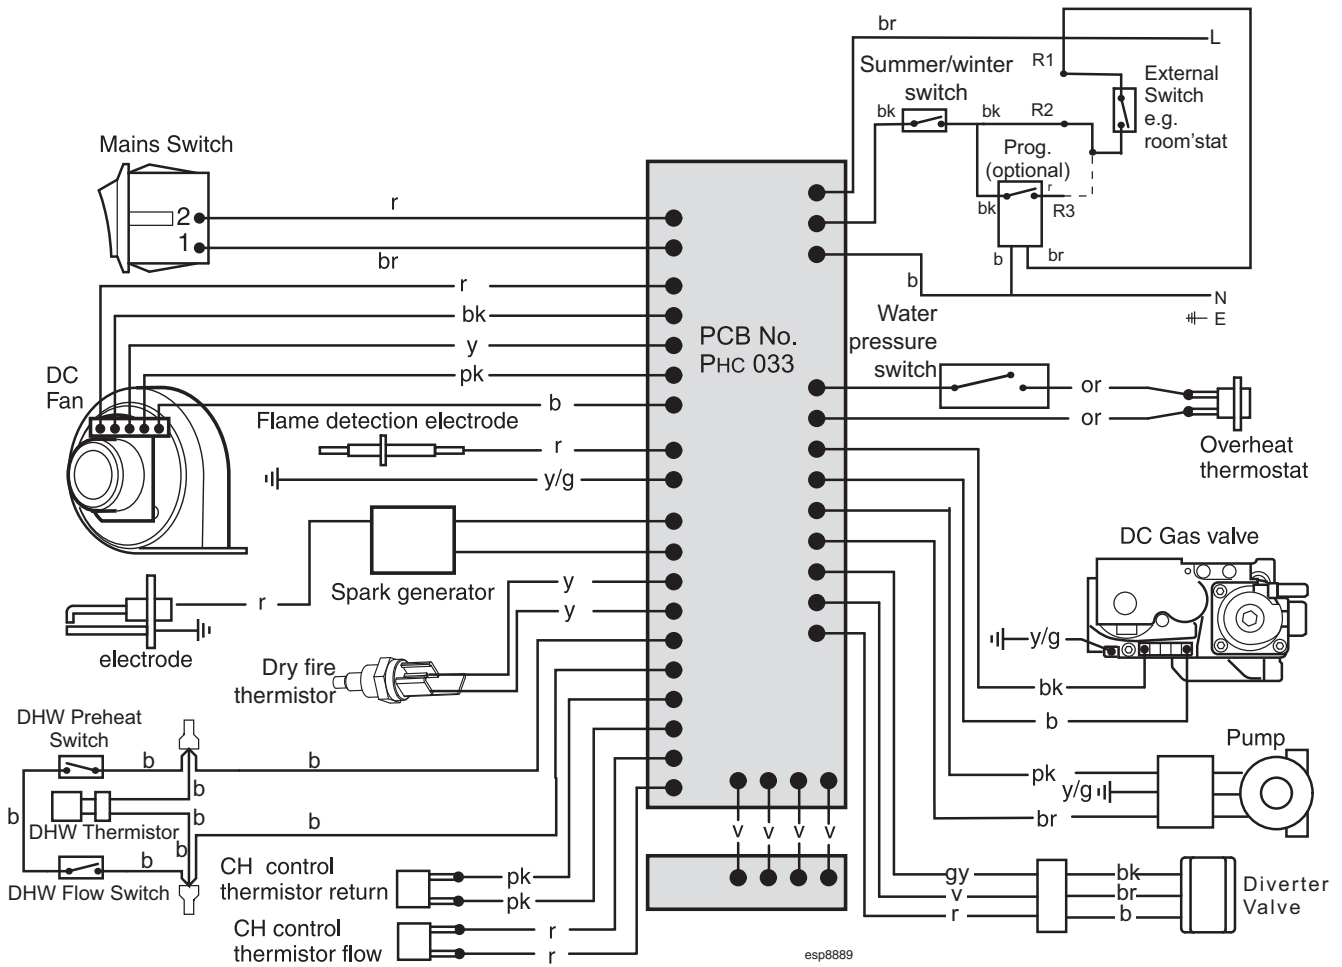 br
L
Summer/winter
switch
R1
External
Switch
e.g.
room'stat
bk
bk
R2
Prog.
(optional)
r
bk
R3
b
br
b
N
E
Mains Switch
2
1
r
br
r
bk
y
pk
b
DC
Fan
PCB No.
PHC 033
Water
pressure
switch
or
or
Overheat
thermostat
Flame detection electrode
r
y/g
Spark generator
r
electrode
y
y
Dry fire
thermistor
DC Gas valve
y/g
bk
b
DHW Preheat
Switch
b
b
b
b
b
DHW Thermistor
b
b
b
DHW Flow Switch
Pump
pk
y/g
br
v
v
v
v
CH control
thermistor return
pk
pk
CH control
thermistor flow
r
r
gy
v
r
bk
br
b
Diverter
Valve
esp8889